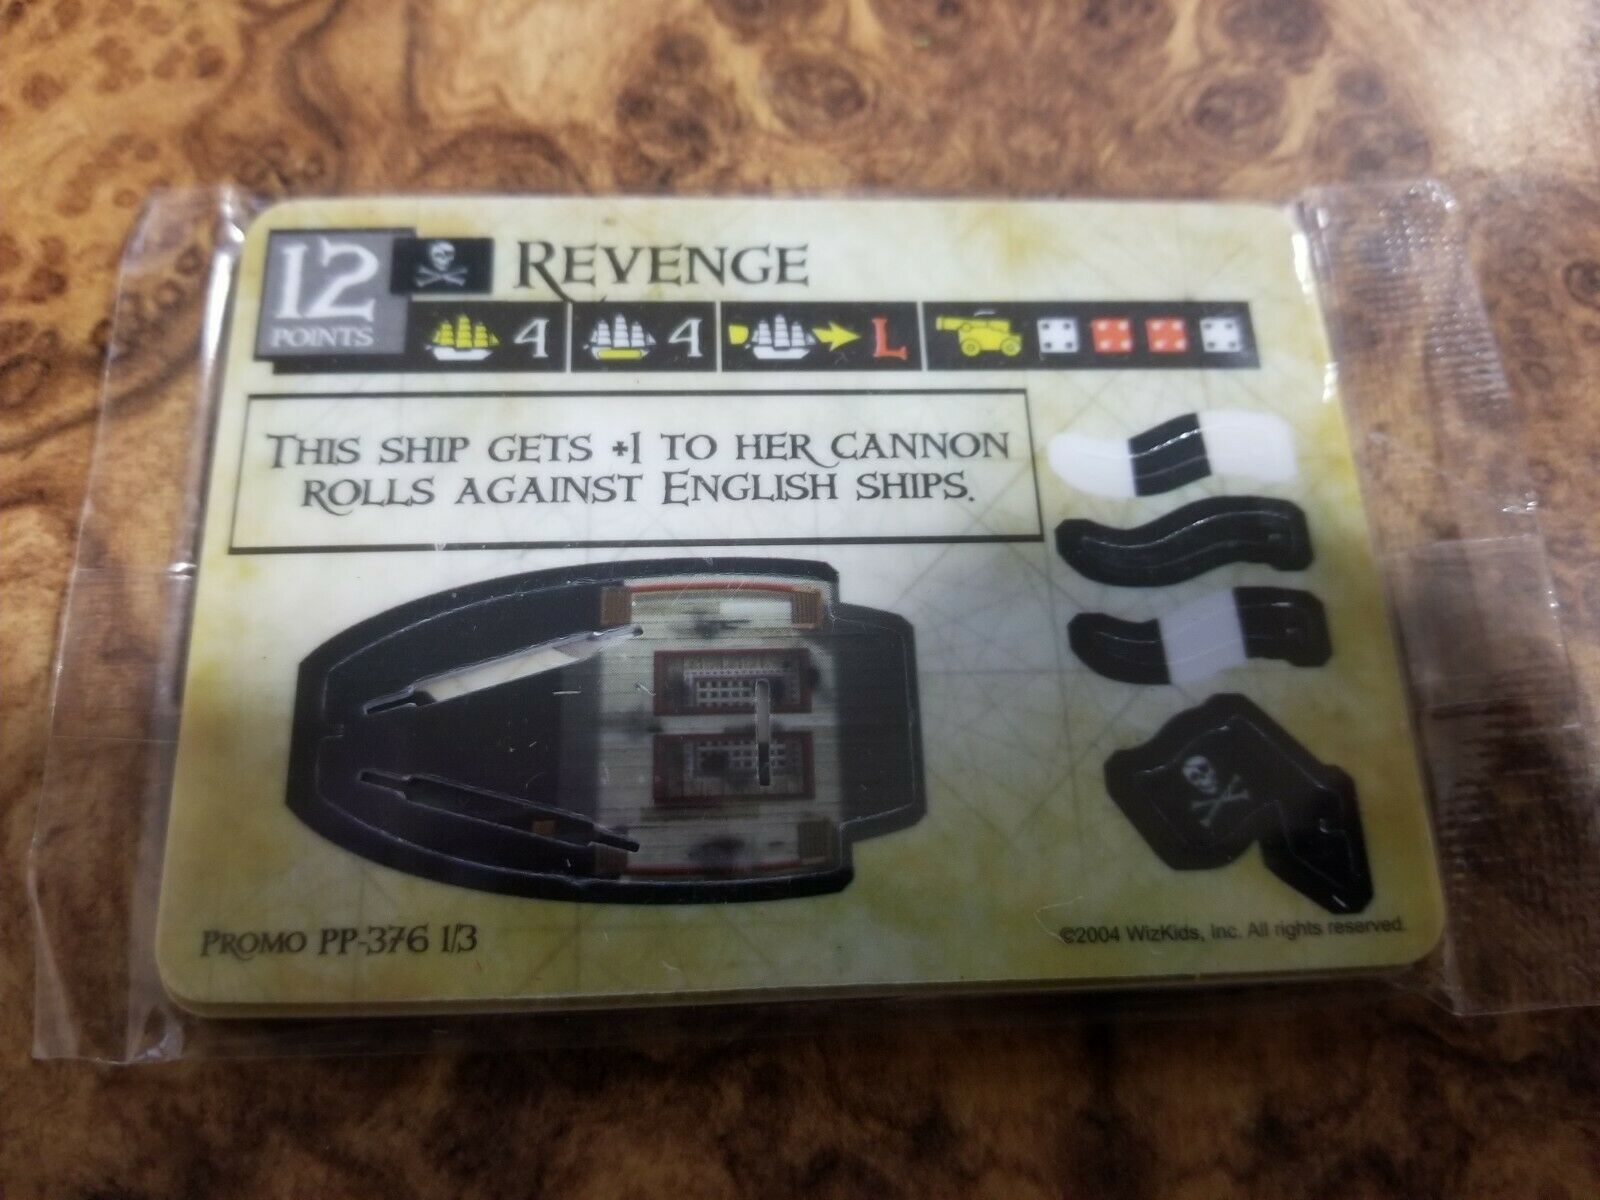 12 POINTS
REVENGE
4 4 L
THIS SHIP GETS +1 TO HER CANNON
ROLLS AGAINST ENGLISH SHIPS.
PROMO PP-376 1/3
©2004 WizKids, Inc. All rights reserved.